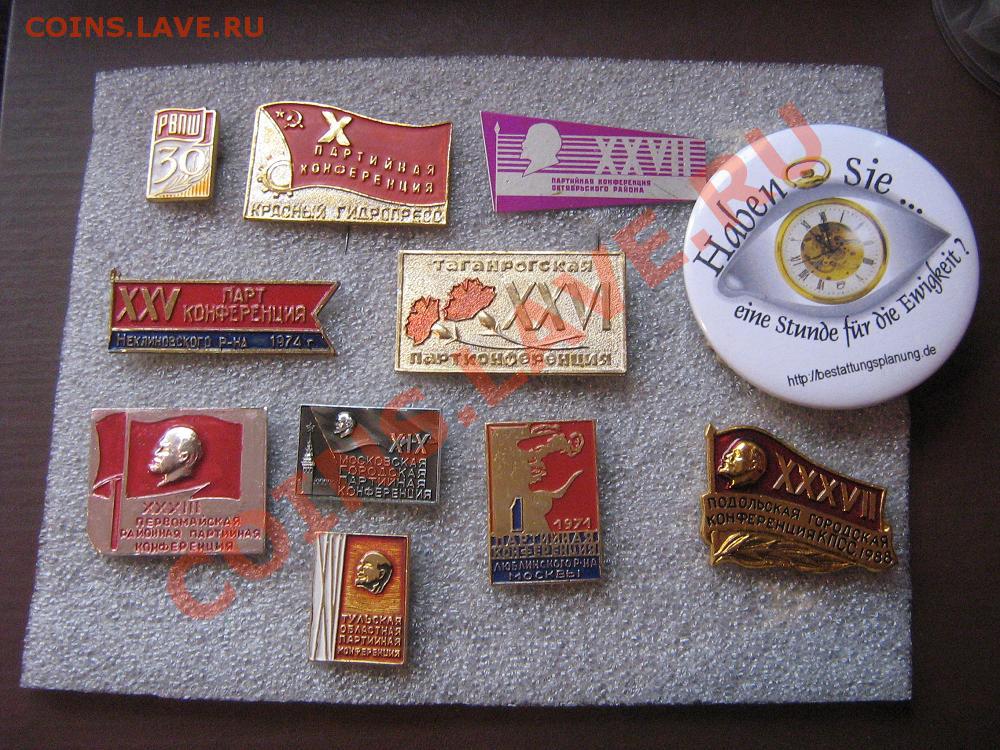 COINS.LAVE.RU
РВПШ
30
X
ПАРТИЙНАЯ
КОНФЕРЕНЦИЯ
КРАСНЫЙ ГИДРОПРЕСС
XXVII
ПАРТИЙНАЯ КОНФЕРЕНЦИЯ
ОКТЯБРЬСКОГО РАЙОНА
Haben Sie...
eine Stunde für die Ewigkeit?
http://bestattungsplanung.de
XXV ПАРТ
КОНФЕРЕНЦИЯ
НЕКЛИНОВСКОГО Р-НА 1974 г.
ТАГАНРОГСКАЯ
XXVI
ПАРТКОНФЕРЕНЦИЯ
XXXIII
ПЕРВОМАЙСКАЯ
РАЙОННАЯ ПАРТИЙНАЯ
КОНФЕРЕНЦИЯ
XIX
МОСКОВСКАЯ
ГОРОДСКАЯ
ПАРТИЙНАЯ
КОНФЕРЕНЦИЯ
1
1971
ПАРТИЙНАЯ
КОНФЕРЕНЦИЯ
ЛЮБЛИНСКОГО Р-НА
МОСКВЫ
XXXVII
ПОДОЛЬСКАЯ ГОРОДСКАЯ
КОНФЕРЕНЦИЯ КПСС 1988
ТУЛЬСКАЯ
ОБЛАСТНАЯ
ПАРТИЙНАЯ
КОНФЕРЕНЦИЯ
COINS.LAVE.RU